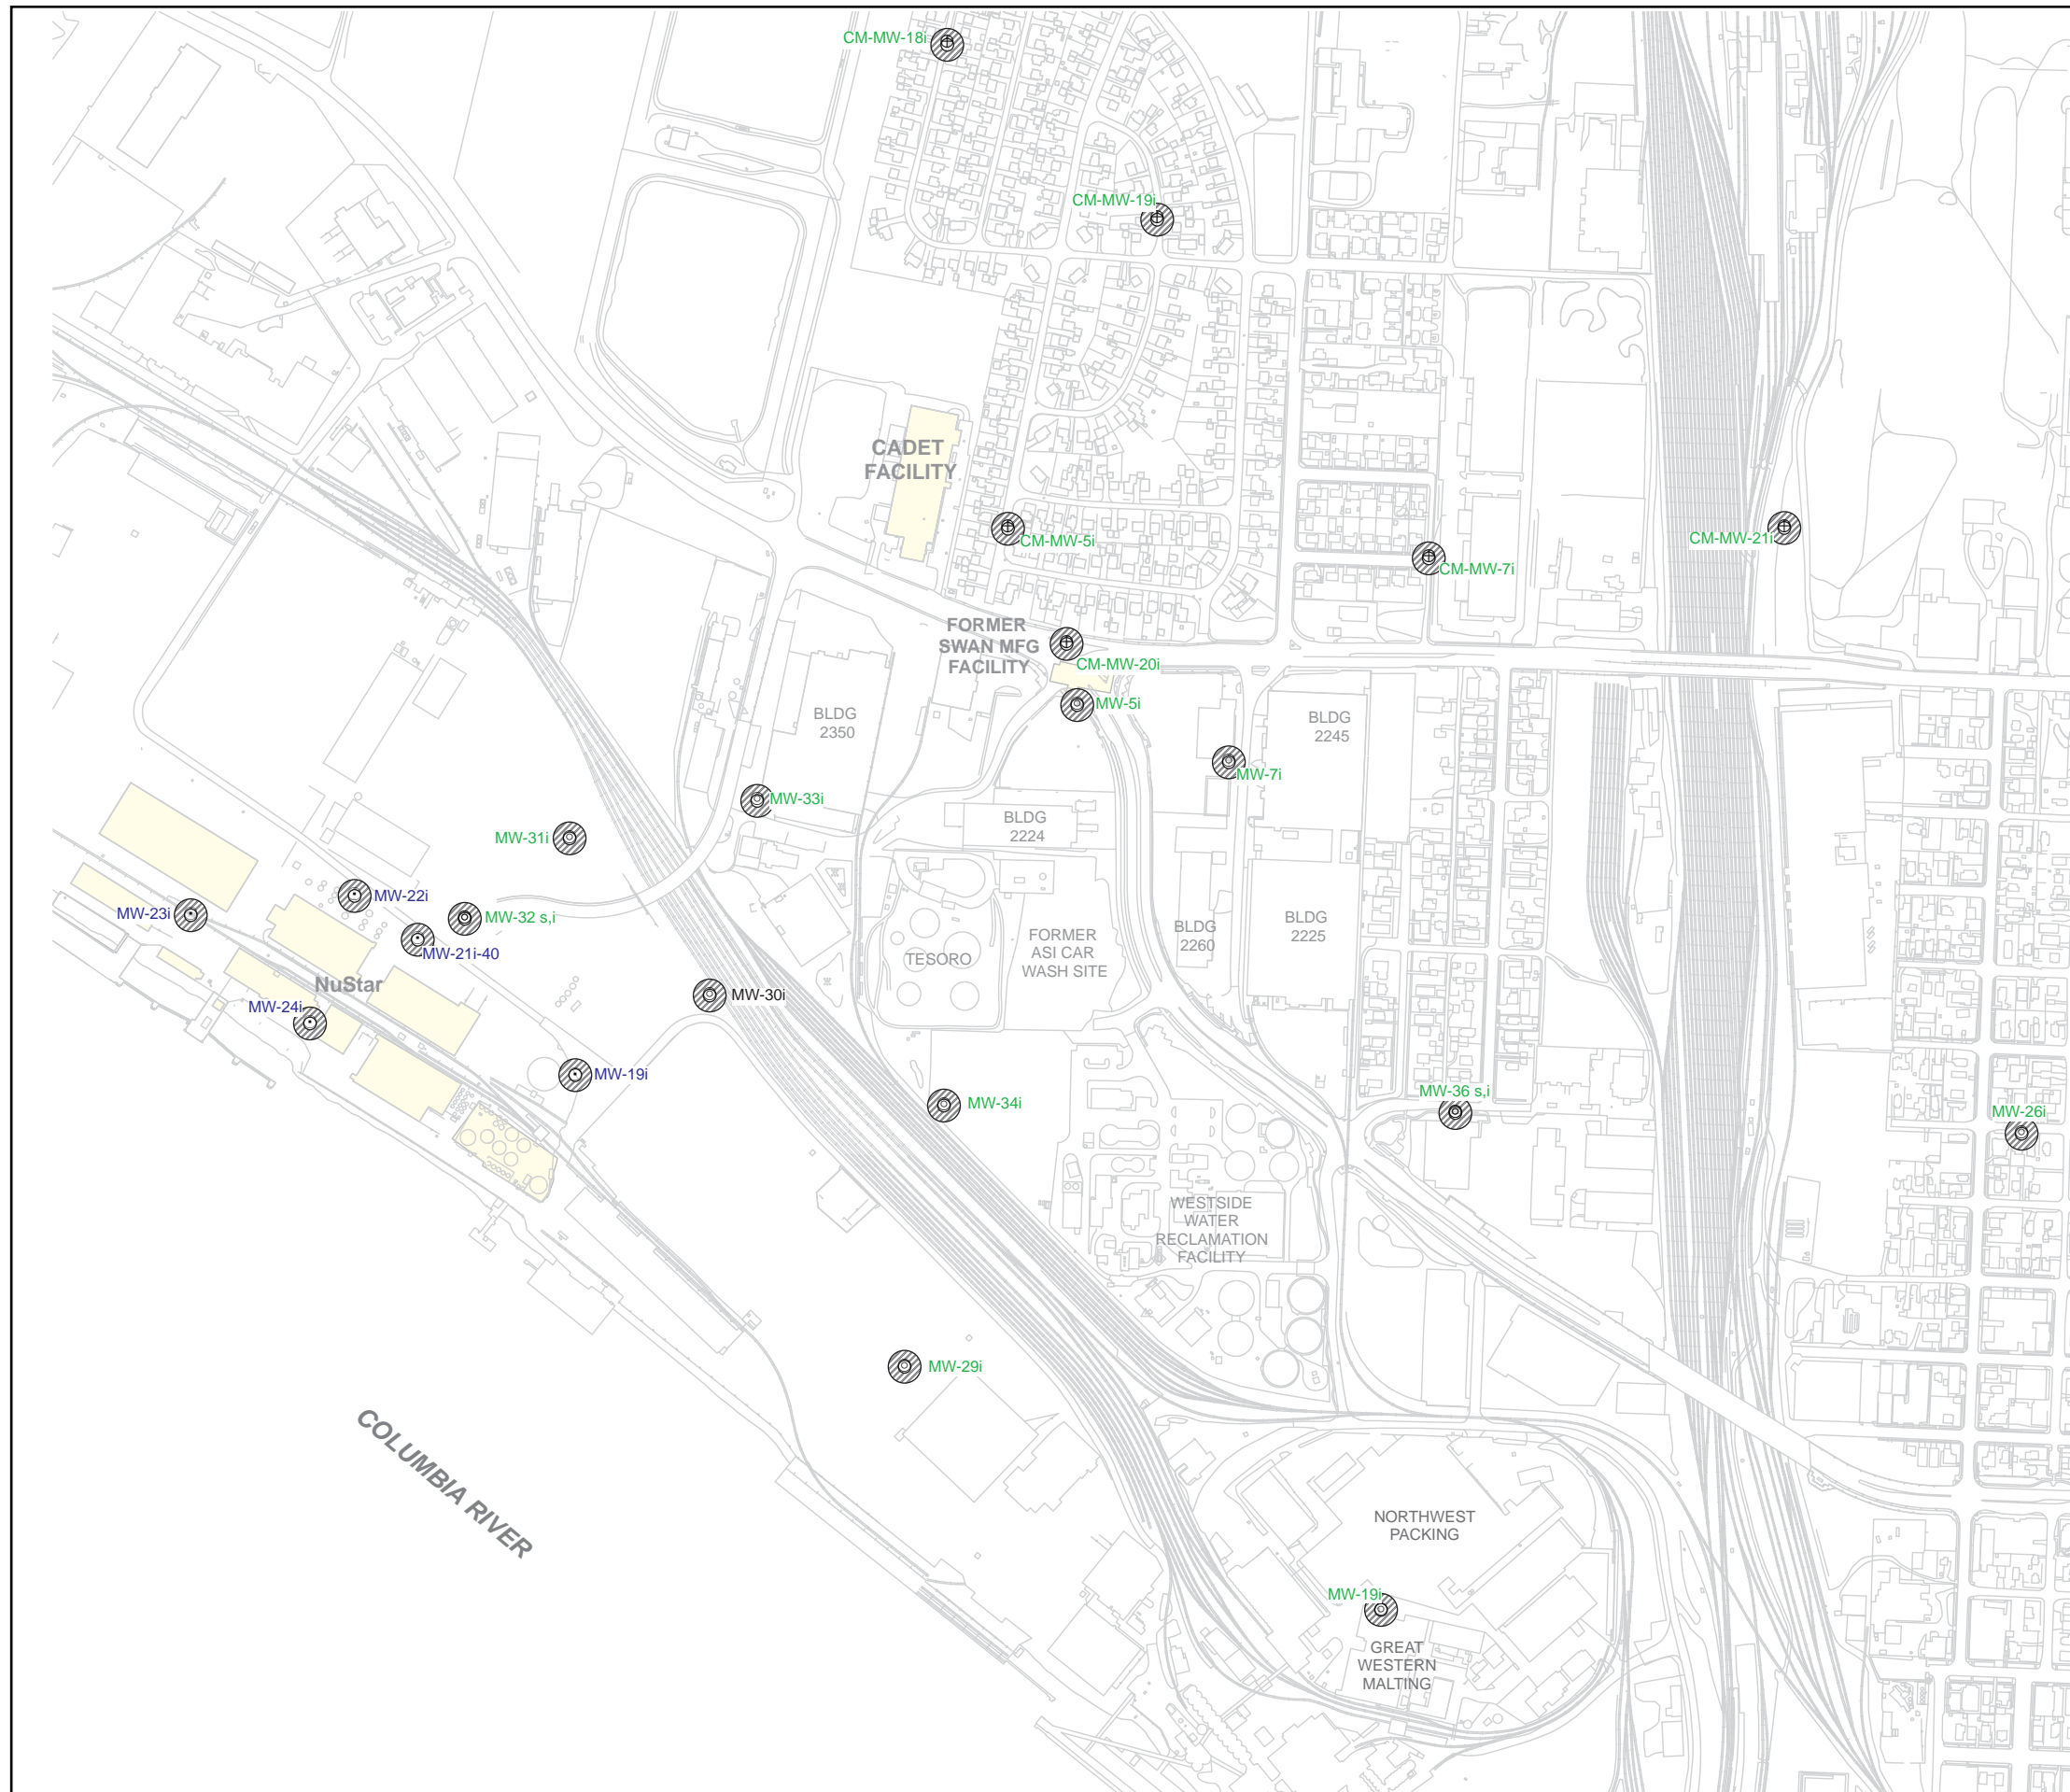 CM-MW-18i
CM-MW-19i
CADET
FACILITY
CM-MW-5i
CM-MW-21i
CM-MW-7i
FORMER
SWAN MFG
FACILITY
CM-MW-20i
MW-5i
BLDG
2350
BLDG
2245
MW-7i
MW-33i
BLDG
2224
MW-31i
MW-22i
MW-23i
MW-32 s,i
MW-21i-40
BLDG
2260
BLDG
2225
FORMER
ASI CAR
WASH SITE
TESORO
NuStar
MW-30i
MW-24i
MW-19i
MW-34i
MW-36 s,i
MW-26i
WESTSIDE
WATER
RECLAMATION
FACILITY
MW-29i
COLUMBIA RIVER
NORTHWEST
PACKING
MW-19i
GREAT
WESTERN
MALTING